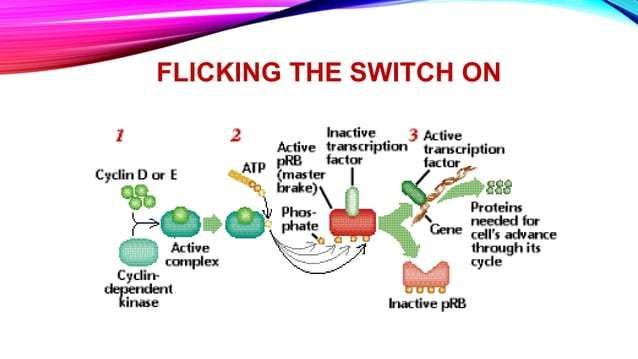 FLICKING THE SWITCH ON
1
Cyclin D or E
Cyclin-
dependent
kinase
Active
complex
2
ATP
Phos-
phate
Active
pRB
(master
brake)
Inactive
transcription
factor
3
Active
transcription
factor
Gene
Proteins
needed for
cell's advance
through its
cycle
Inactive pRB